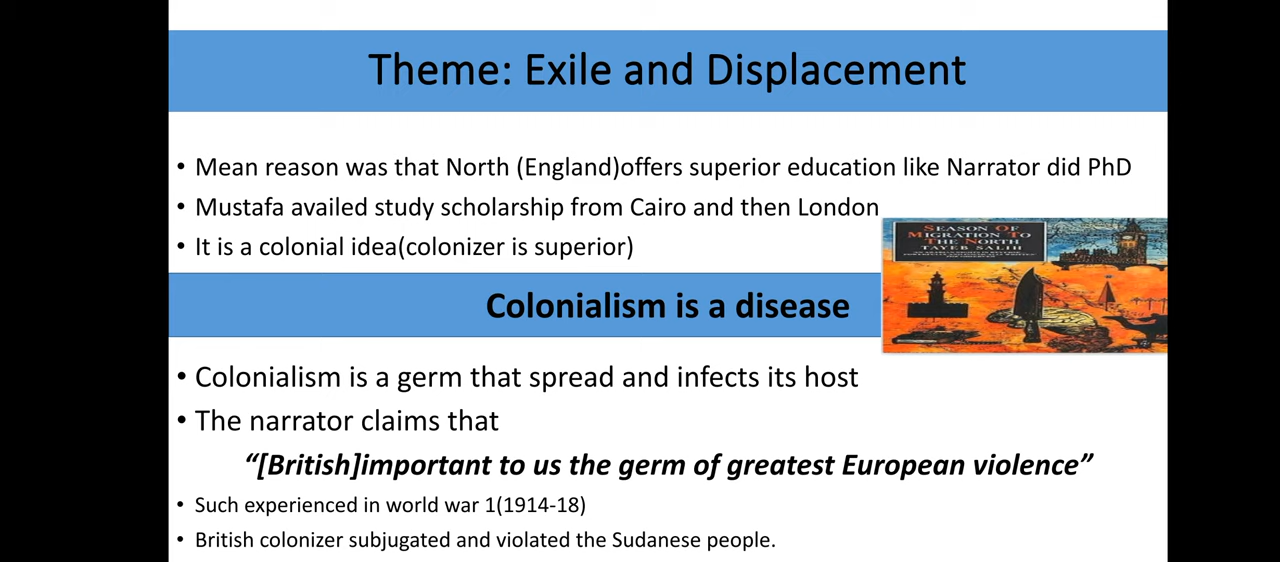 Theme: Exile and Displacement
• Mean reason was that North (England)offers superior education like Narrator did PhD
• Mustafa availed study scholarship from Cairo and then London
• It is a colonial idea(colonizer is superior)
SEASON OF
MIGRATION TO
THE NORTH
TAYEB SALIH
Colonialism is a disease
• Colonialism is a germ that spread and infects its host
• The narrator claims that
“[British]important to us the germ of greatest European violence”
• Such experienced in world war 1(1914-18)
• British colonizer subjugated and violated the Sudanese people.